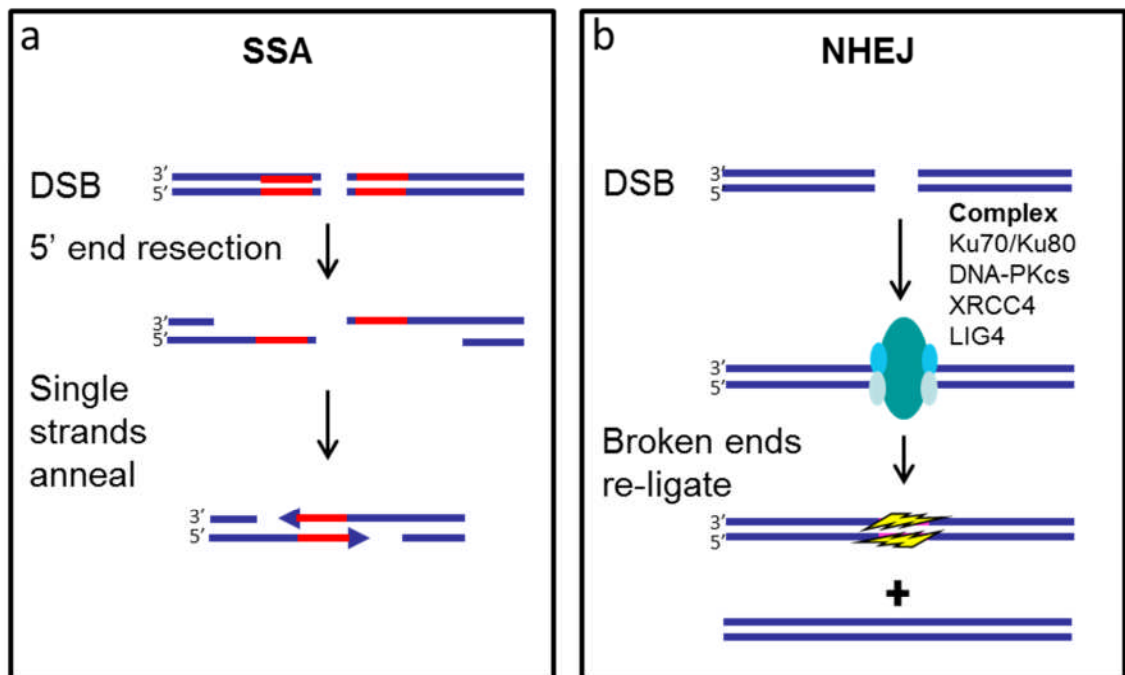 a
SSA
DSB
3’
5’
5’ end resection
3’
5’
Single
strands
anneal
3’
5’
b
NHEJ
DSB
3’
5
Complex
Ku70/Ku80
DNA-PKcs
XRCC4
LIG4
3’
5’
Broken ends
re-ligate
3’
5’
+